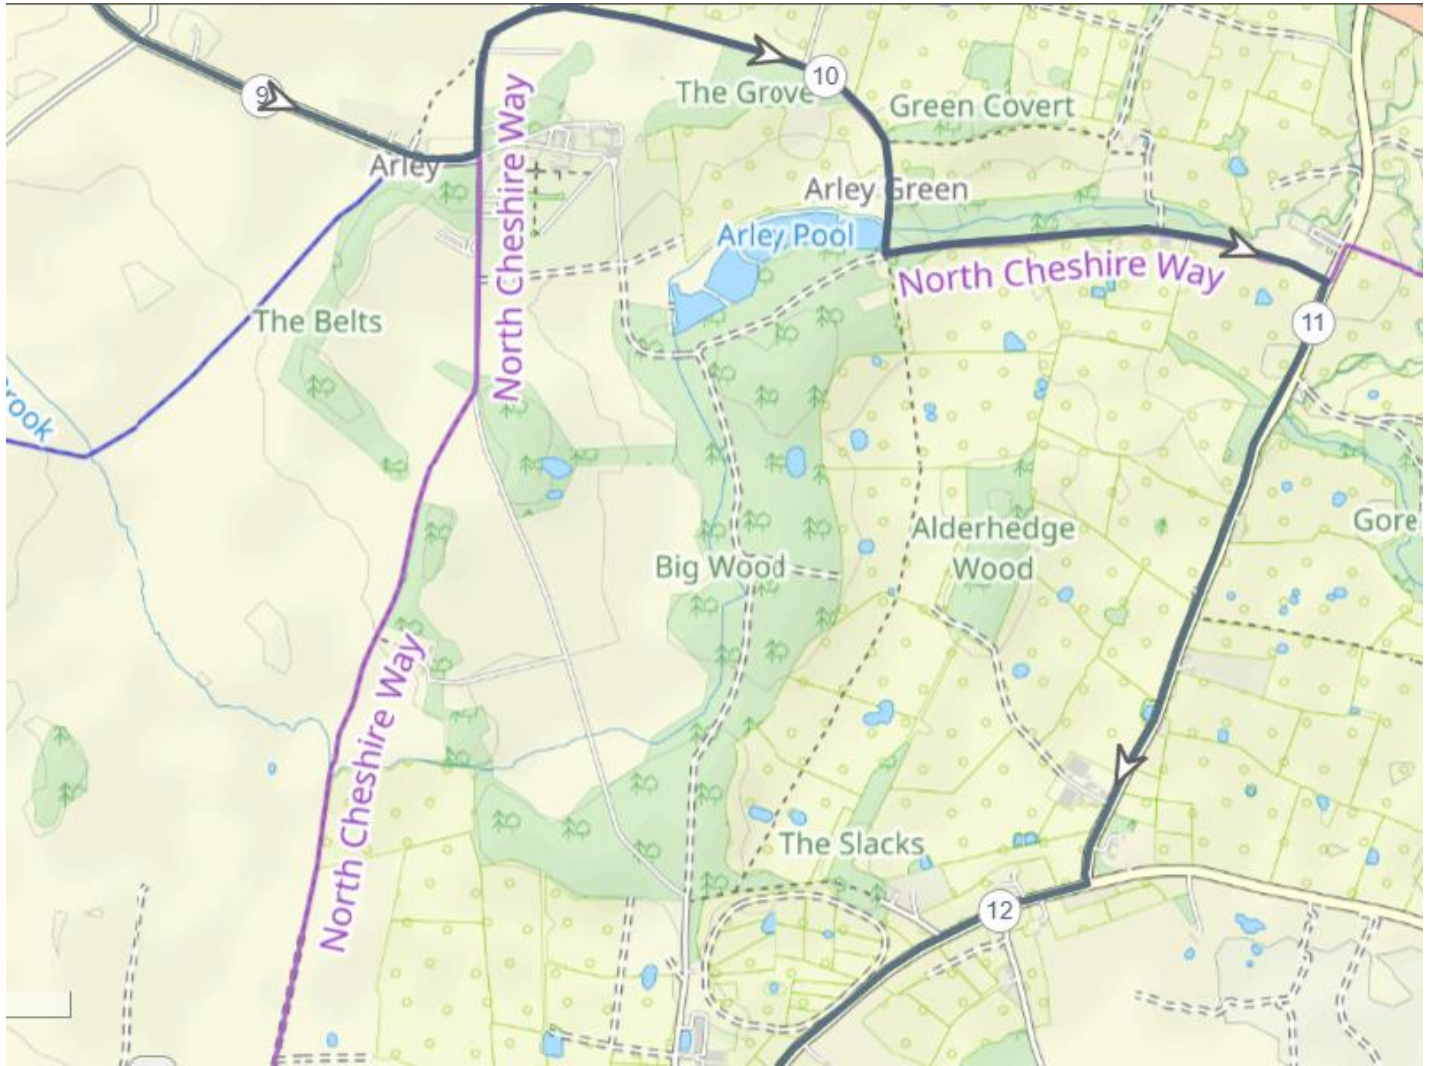 9
10
The Grove
Green Covert
Arley
Arley Green
North Cheshire Way
Arley Pool
North Cheshire Way
The Belts
11
rook
Alderhedge
Wood
Gore
Big Wood
North Cheshire Way
The Slacks
12